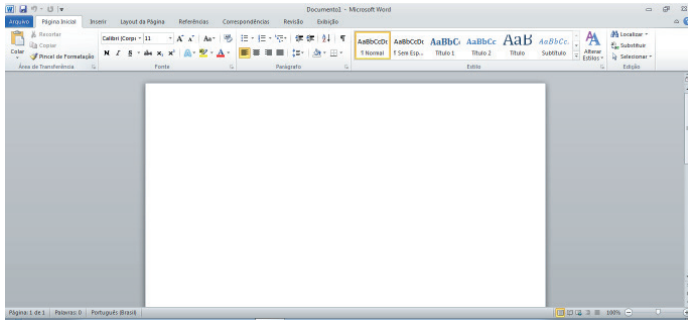 Documento1 - Microsoft Word
Arquivo Página Inicial Inserir Layout da Página Referências Correspondências Revisão Exibição
Recortar
Copiar
Pincel de Formatação
Colar
Calibri (Corpo 11
N I S abc x, x²
AaBbCcDc AaBbCcDc AaBbC AaBbCc AaB AaBbCc.
¶ Normal ¶ Sem Esp... Título 1 Título 2 Título Subtítulo
Alterar Estilos
Localizar
Substituir
Selecionar
Área de Transferência Fonte Parágrafo Estilo Edição
Página: 1 de 1 Palavras: 0 Português (Brasil) 100%